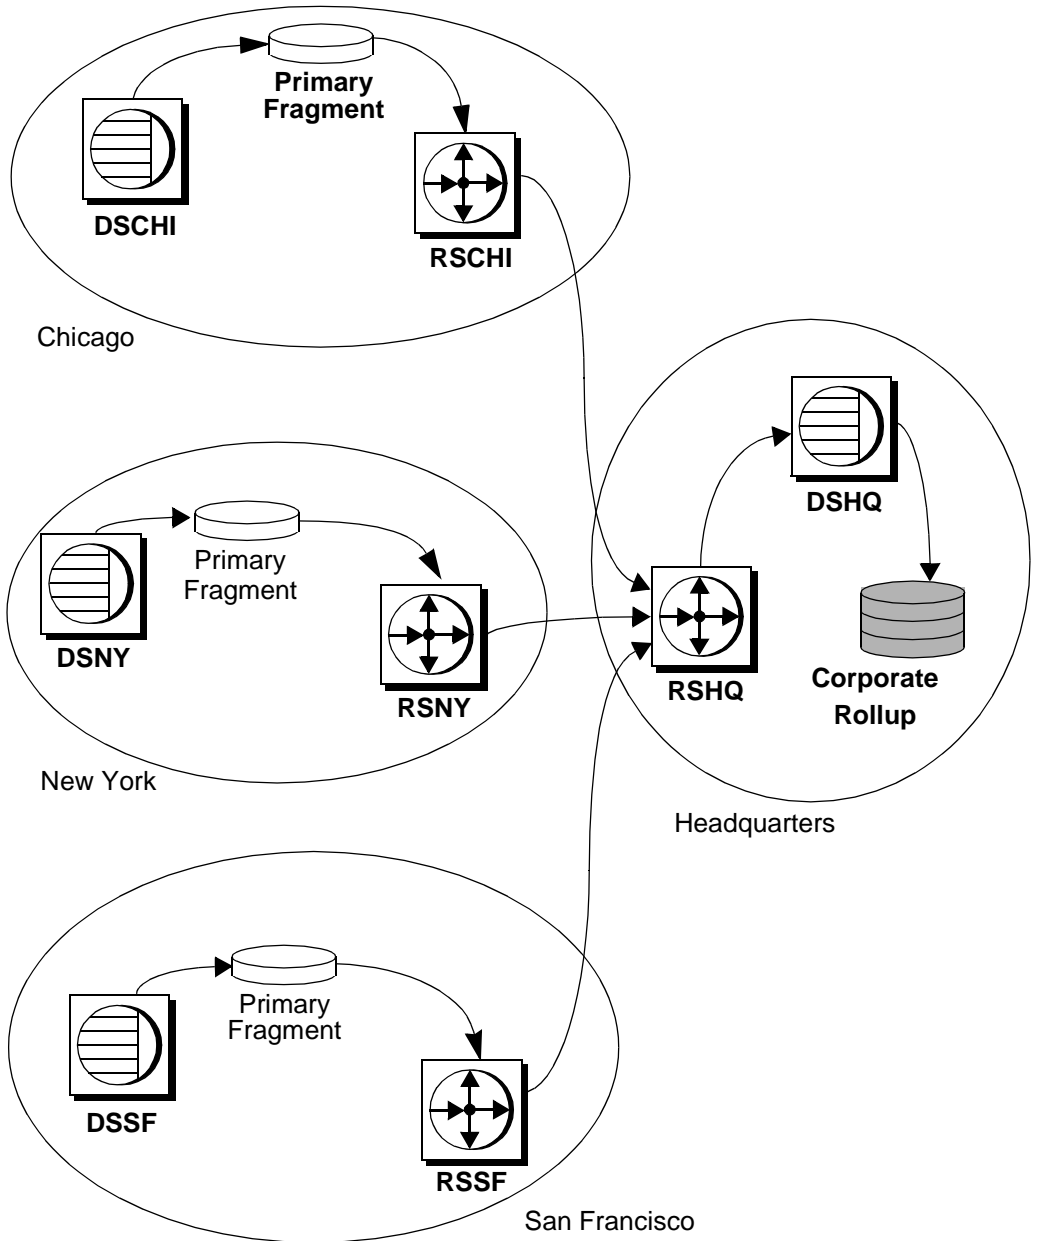 Primary
Fragment
DSCHI
RSCHI
Chicago
DSHQ
Primary
Fragment
DSNY
RSNY
RSHQ
Corporate
Rollup
New York
Headquarters
Primary
Fragment
DSSF
RSSF
San Francisco